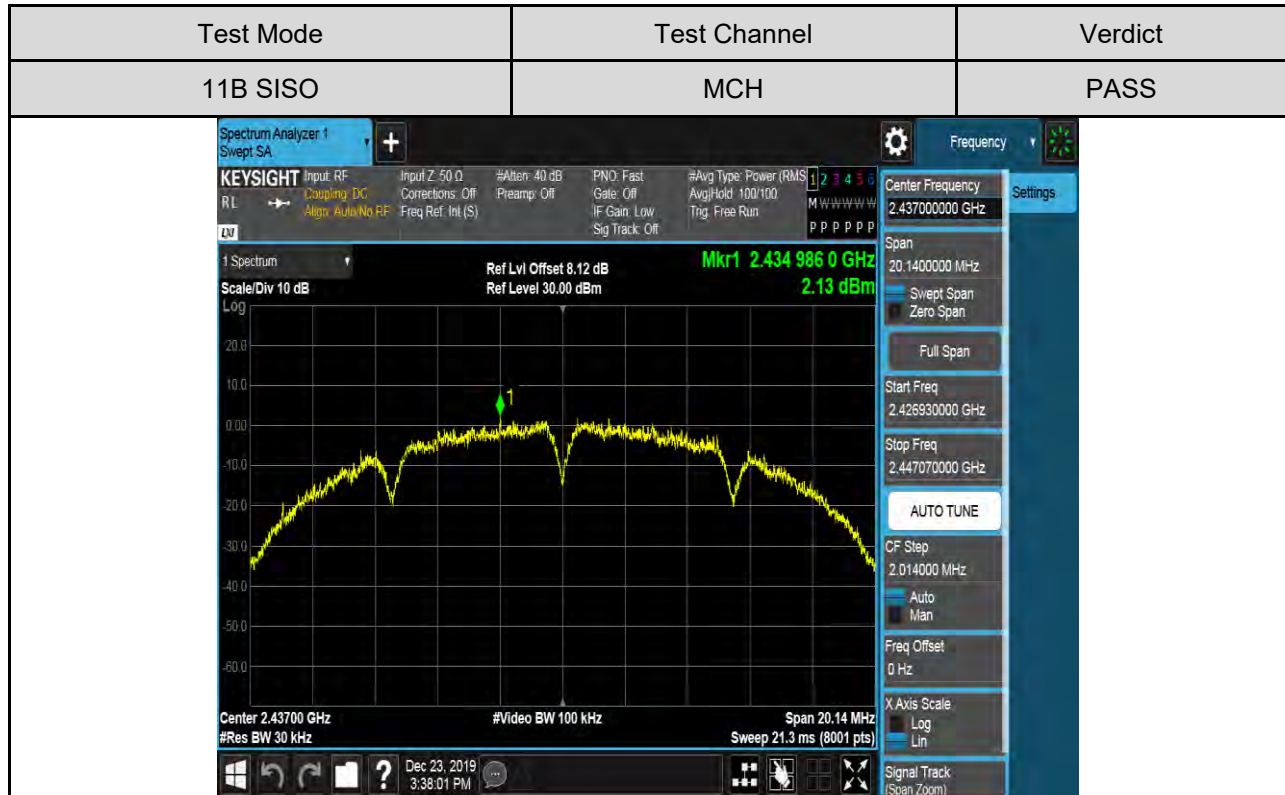 Test Mode Test Channel Verdict
11B SISO MCH PASS
Spectrum Analyzer 1
Swept SA
+
Frequency
KEYSIGHT Input: RF Input Z: 50 Ω #Atten: 40 dB PNO: Fast #Avg Type: Power (RMS 1 2 3 4 5 6
R L Coupling: DC Corrections: Off Preamp: Off Gate: Off Avg|Hold: 100/100 M W W W W W
Align: Auto/No RF Freq Ref: Int (S) IF Gain: Low Trig: Free Run
Sig Track: Off P P P P P P
LXI
Center Frequency
2.437000000 GHz
Settings
1 Spectrum
Scale/Div 10 dB
Ref Lvl Offset 8.12 dB
Ref Level 30.00 dBm
Mkr1 2.434 986 0 GHz
2.13 dBm
Log
20.0
10.0
0.00
-10.0
-20.0
-30.0
-40.0
-50.0
-60.0
1
Center 2.43700 GHz #Video BW 100 kHz Span 20.14 MHz
#Res BW 30 kHz Sweep 21.3 ms (8001 pts)
Span
20.1400000 MHz
Swept Span
Zero Span
Full Span
Start Freq
2.426930000 GHz
Stop Freq
2.447070000 GHz
AUTO TUNE
CF Step
2.014000 MHz
Auto
Man
Freq Offset
0 Hz
X Axis Scale
Log
Lin
Signal Track
(Span Zoom)
?
Dec 23, 2019
3:38:01 PM